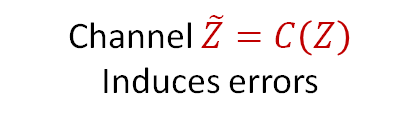 Channel Z̃ = C(Z)
Induces errors